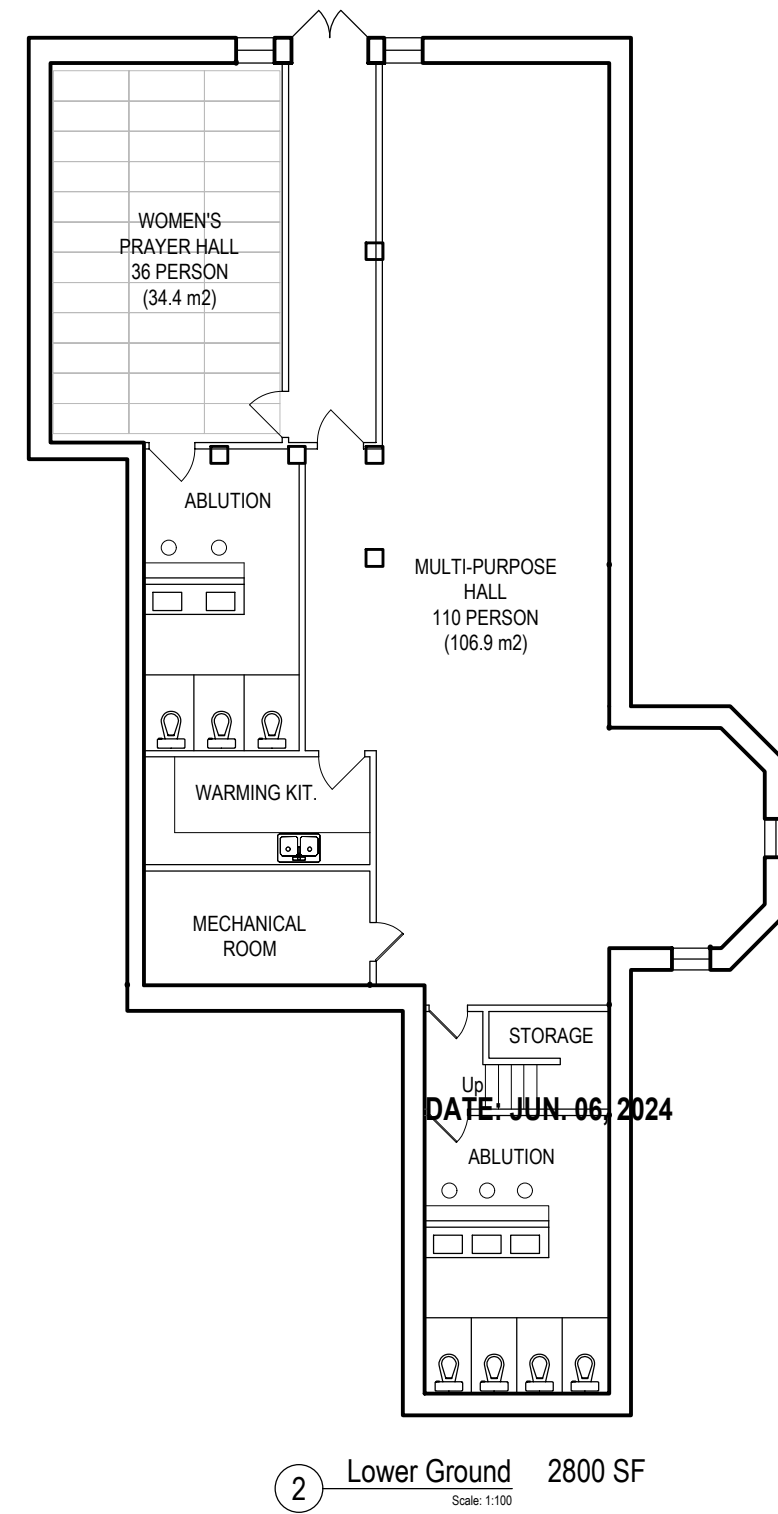 WOMEN'S
PRAYER HALL
36 PERSON
(34.4 m2)
ABLUTION
MULTI-PURPOSE
HALL
110 PERSON
(106.9 m2)
WARMING KIT.
MECHANICAL
ROOM
STORAGE
Up
DATE: JUN. 06, 2024
ABLUTION
2 Lower Ground 2800 SF
Scale: 1:100